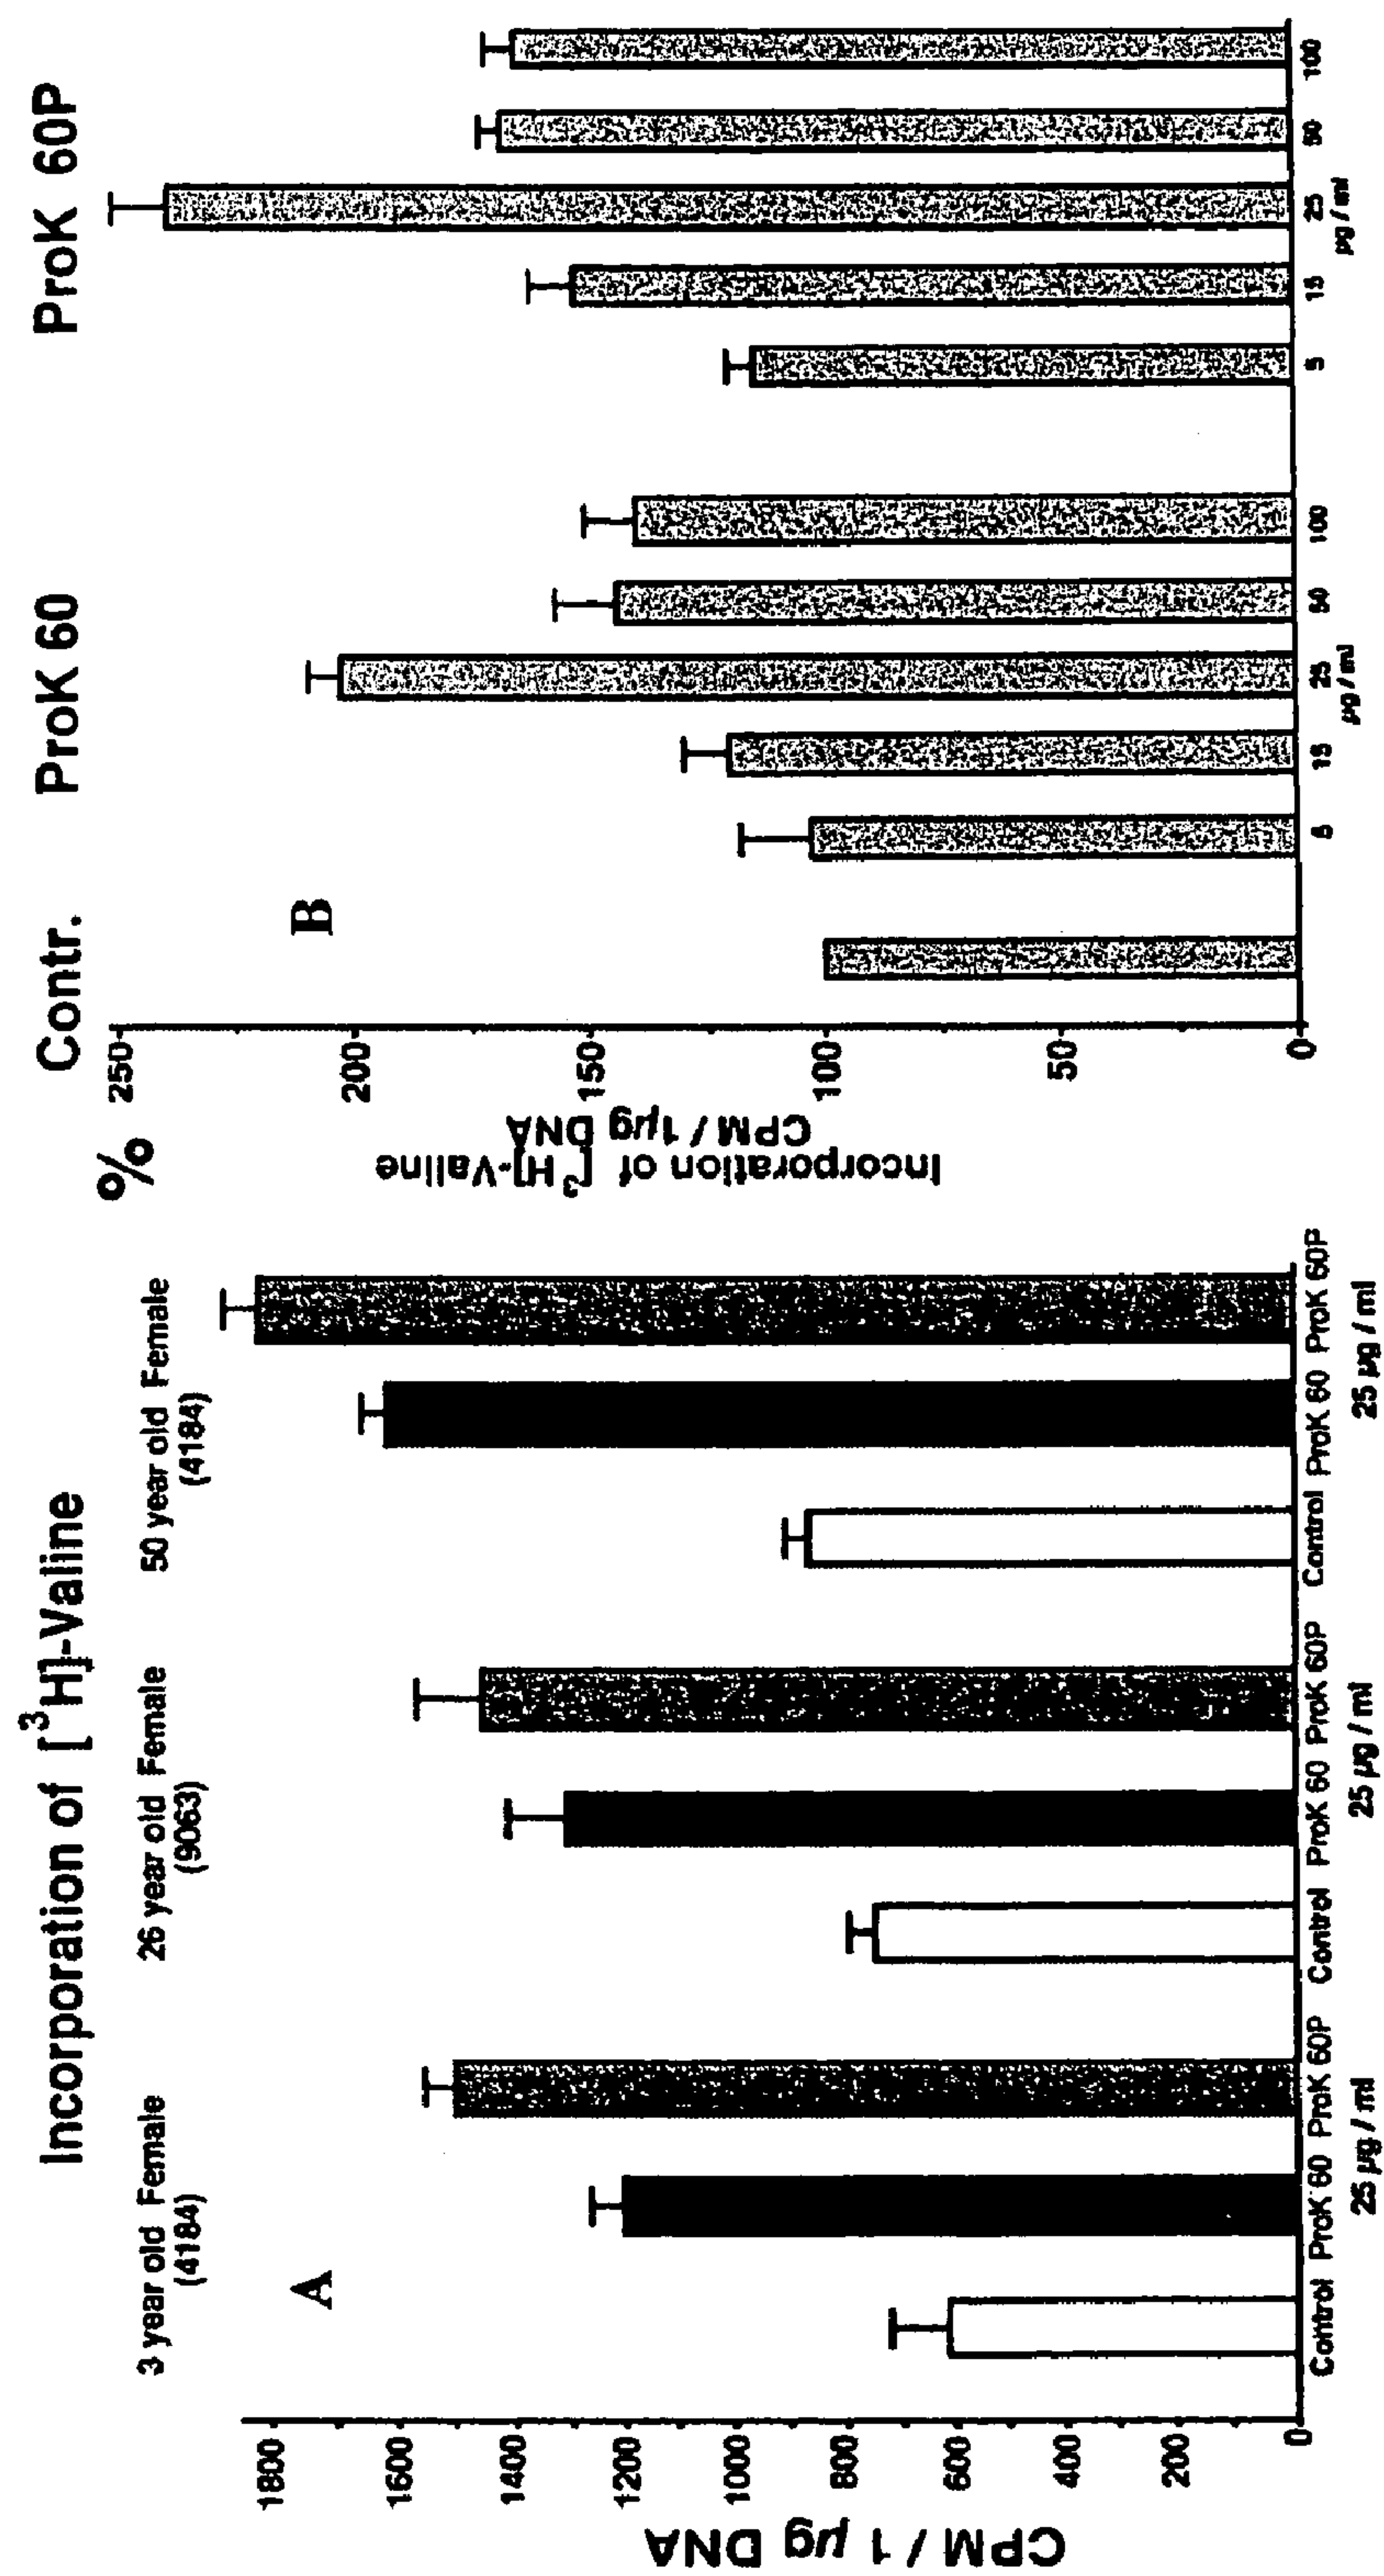 Incorporation of [³H]-Valine
3 year old Female
(4184)
26 year old Female
(9063)
50 year old Female
(4184)
A
CPM / 1 µg DNA
1800
1600
1400
1200
1000
800
600
400
200
0
Control ProK 60 ProK 60P
25 µg / ml
Control ProK 60 ProK 60P
25 µg / ml
Control ProK 60 ProK 60P
25 µg / ml
%
Contr. ProK 60 ProK 60P
B
Incorporation of [³H]-Valine
CPM / 1µg DNA
250
200
150
100
50
0
5 15 25 50 100
µg / ml
5 15 25 50 100
µg / ml